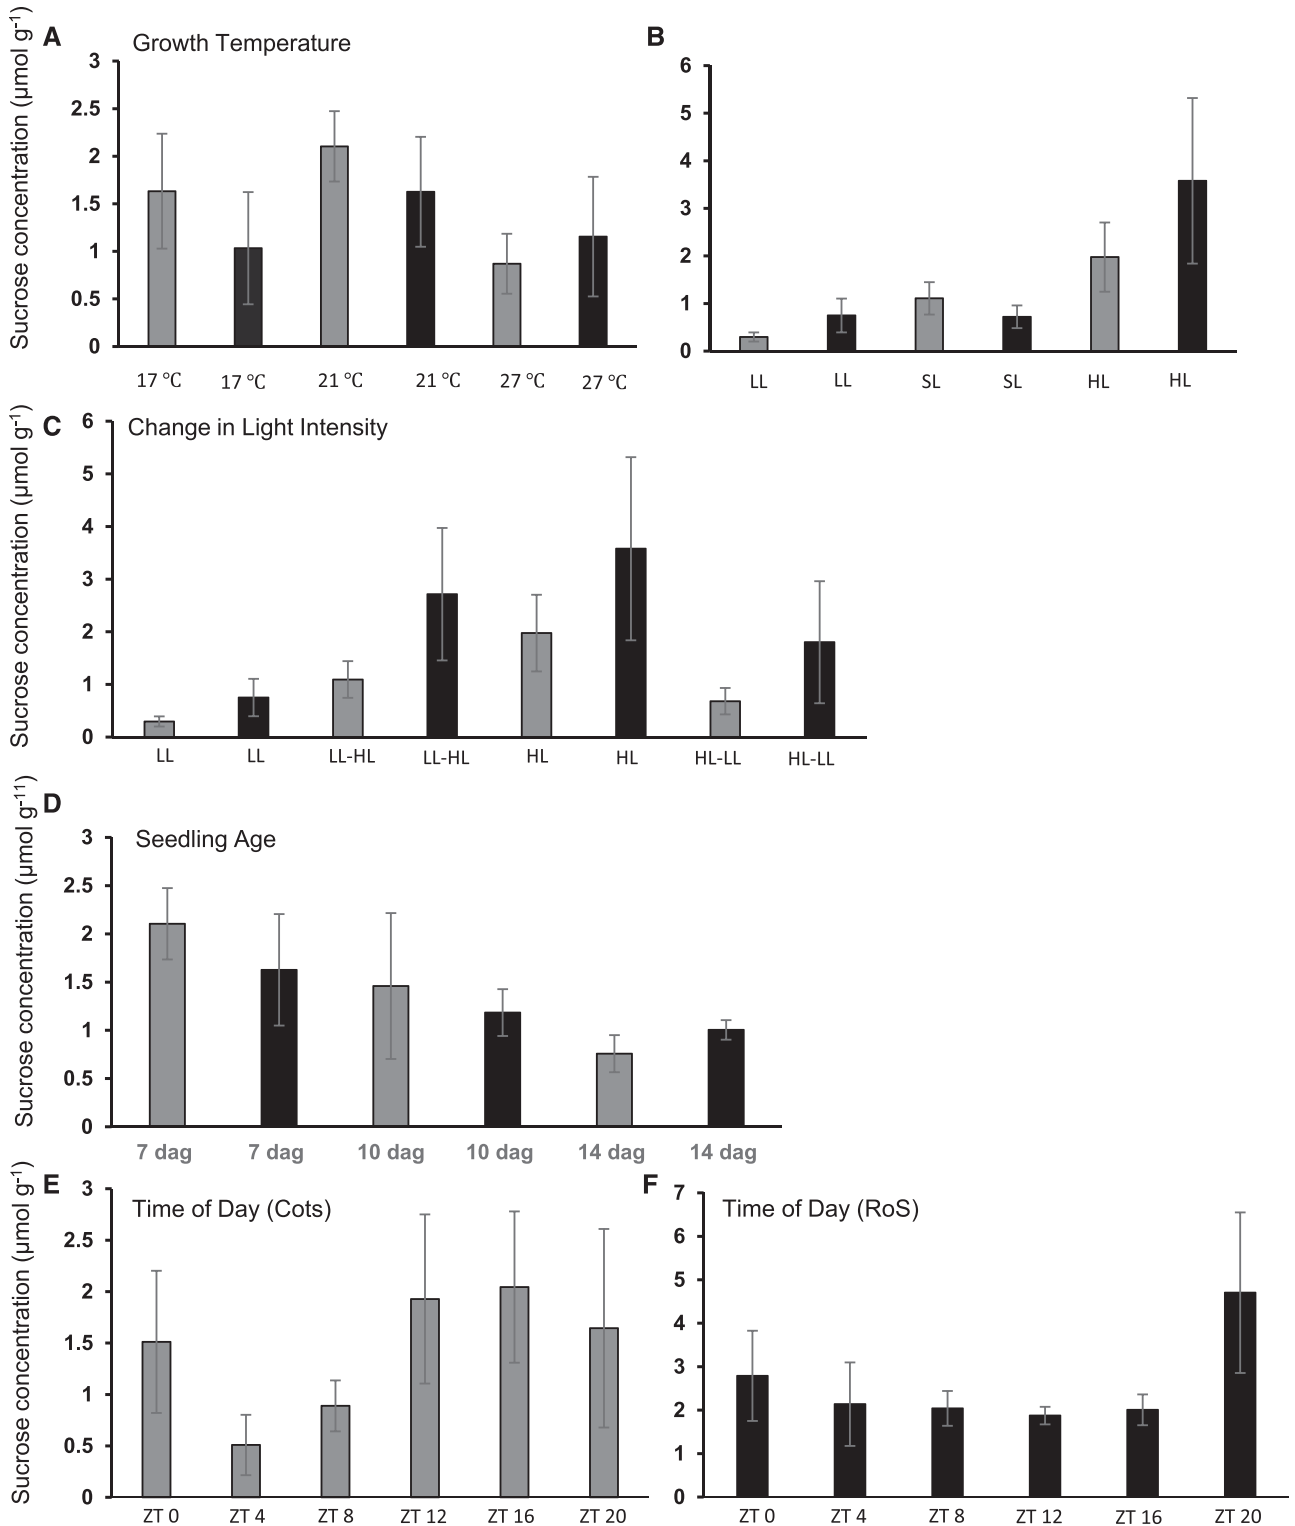 A Growth Temperature
Sucrose concentration (µmol g-1)
3
2.5
2
1.5
1
0.5
0
17 °C 17 °C 21 °C 21 °C 27 °C 27 °C
B
6
5
4
3
2
1
0
LL LL SL SL HL HL
C Change in Light Intensity
Sucrose concentration (µmol g-1)
6
5
4
3
2
1
0
LL LL LL-HL LL-HL HL HL HL-LL HL-LL
D
Seedling Age
Sucrose concentration (µmol g-11)
3
2.5
2
1.5
1
0.5
0
7 dag 7 dag 10 dag 10 dag 14 dag 14 dag
E Time of Day (Cots)
Sucrose concentration (µmol g-1)
3
2.5
2
1.5
1
0.5
0
ZT 0 ZT 4 ZT 8 ZT 12 ZT 16 ZT 20
F Time of Day (RoS)
7
6
5
4
3
2
1
0
ZT 0 ZT 4 ZT 8 ZT 12 ZT 16 ZT 20